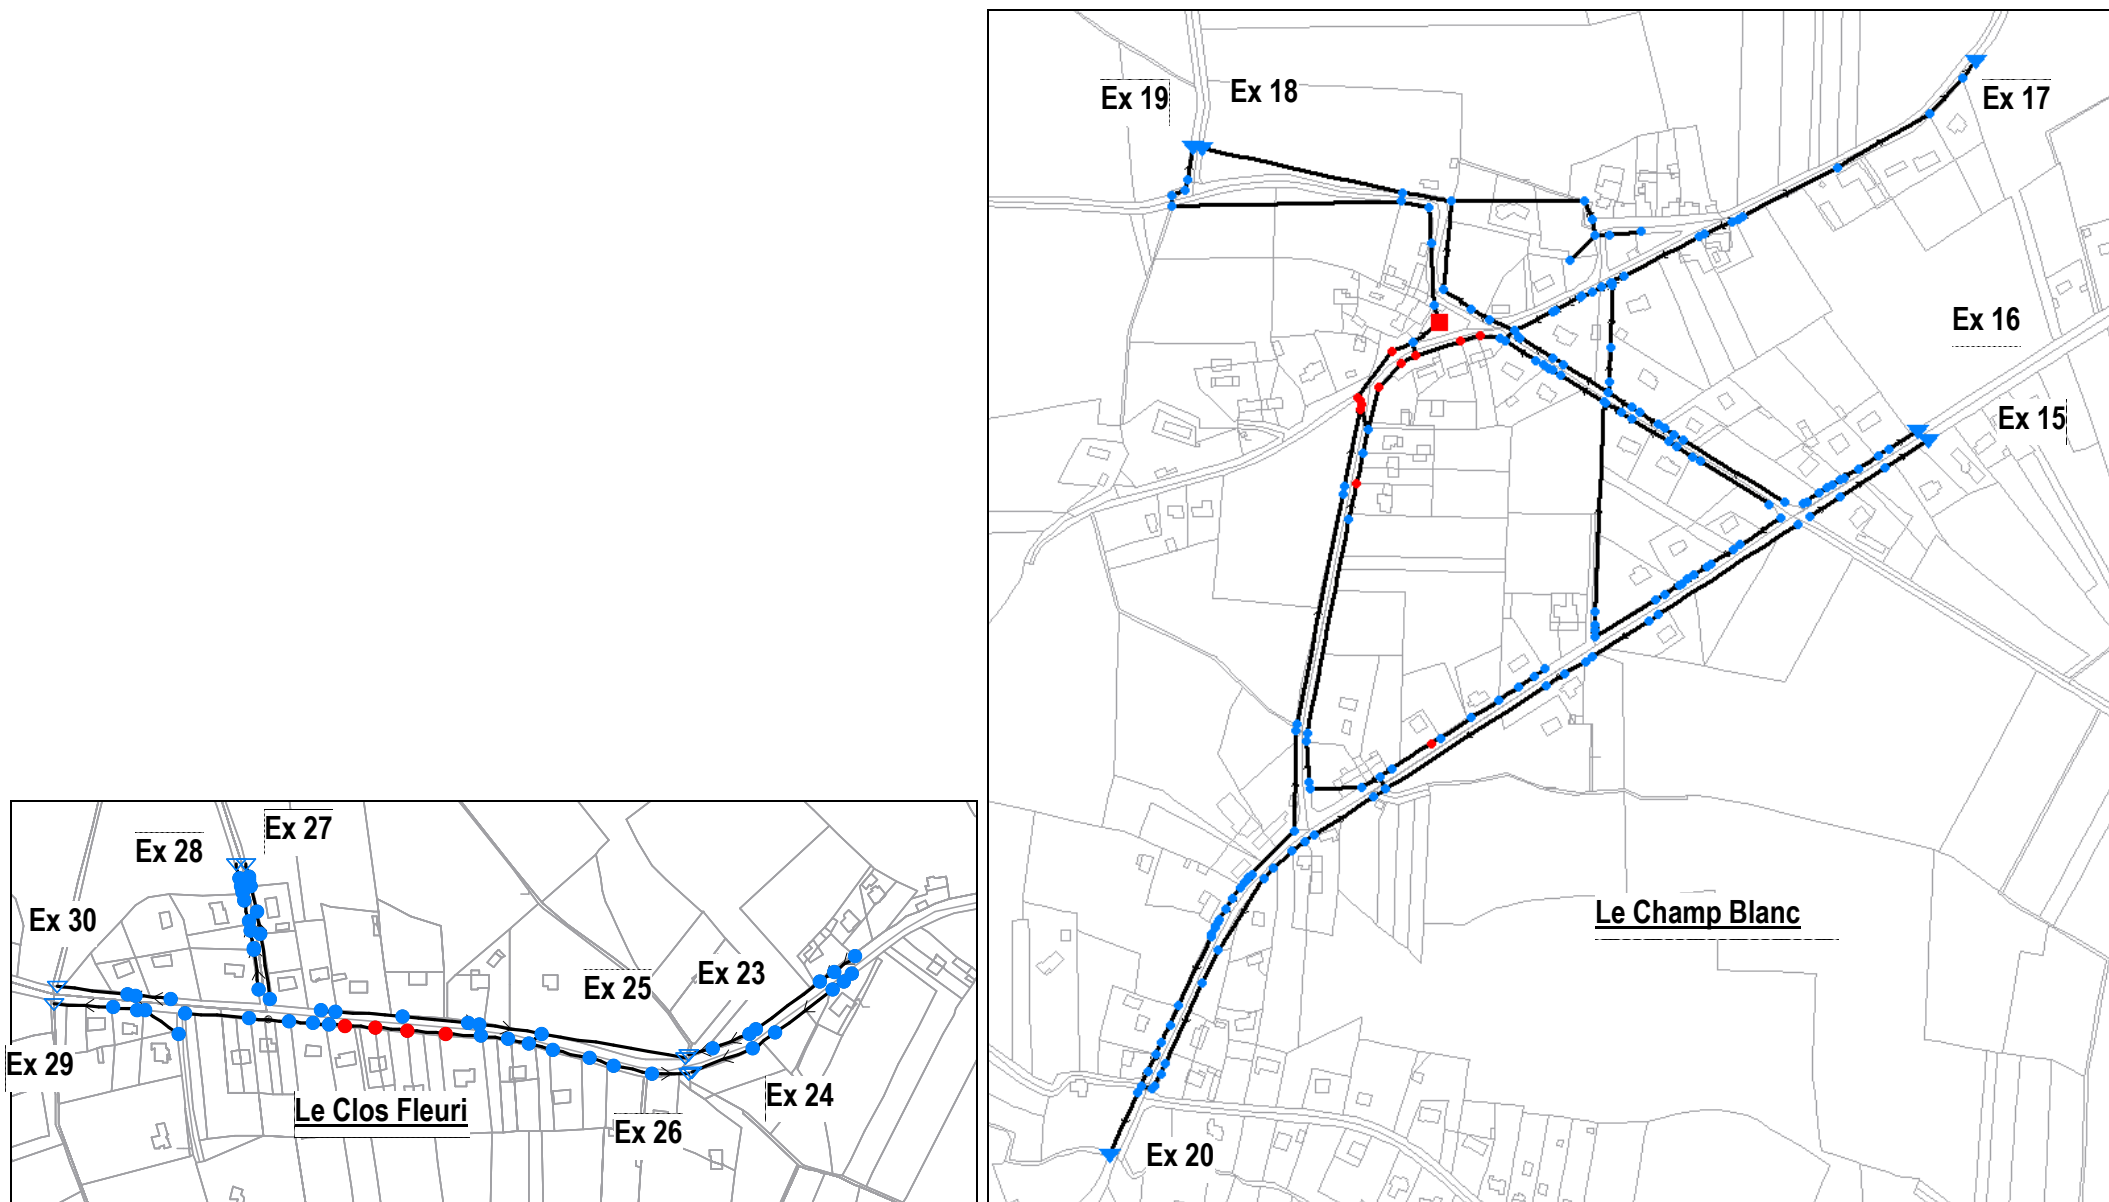 Ex 19
Ex 18
Ex 17
Ex 16
Ex 15
Le Champ Blanc
Ex 20
Ex 27
Ex 28
Ex 30
Ex 23
Ex 25
Ex 29
Le Clos Fleuri
Ex 24
Ex 26